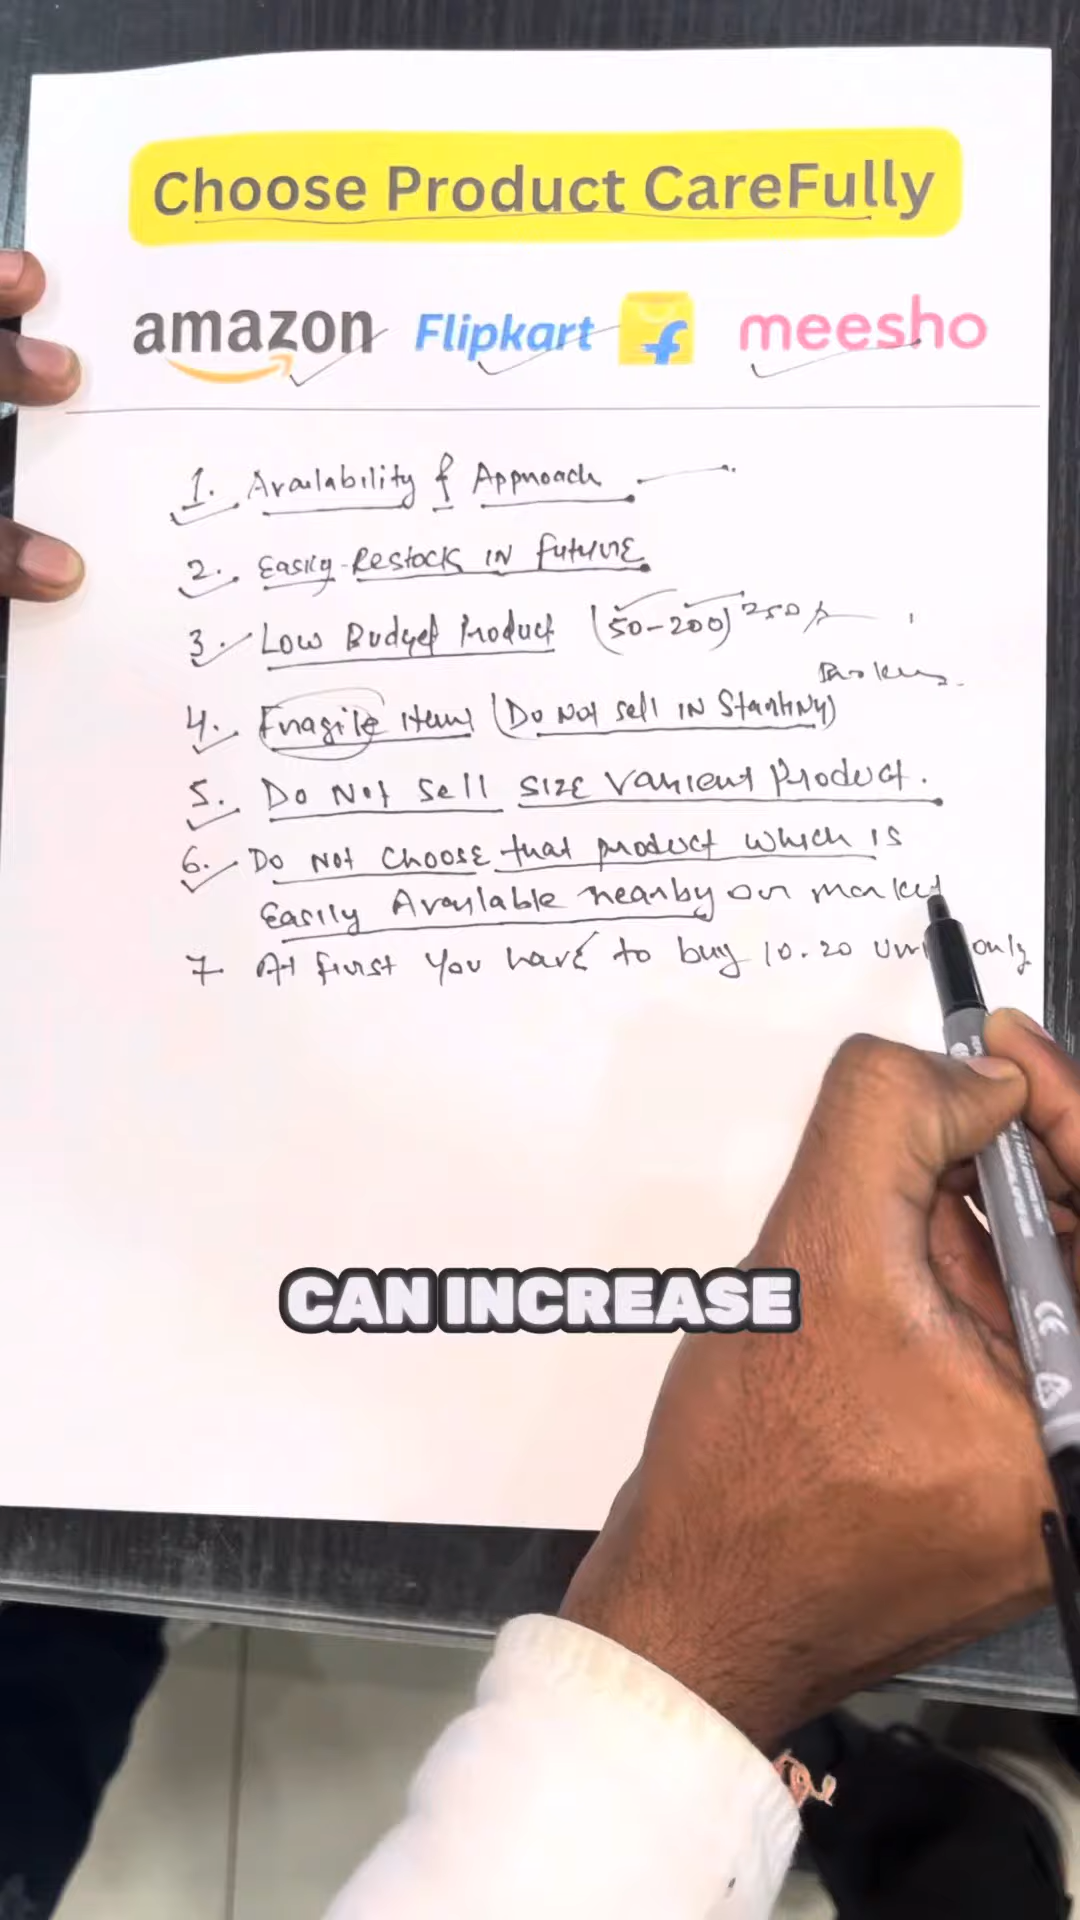 Choose Product CareFully
amazon Flipkart f meesho
1. Availability & Approach
2. Easily Restock in future
3. Low Budget Product (50-200) 250
Broken
4. Fragile item (Do Not sell in Starting)
5. Do Not sell Size Varient Product.
6. Do Not choose that product which is
Easily Available nearby our market
7 At first you have to buy 10.20 only
CAN INCREASE